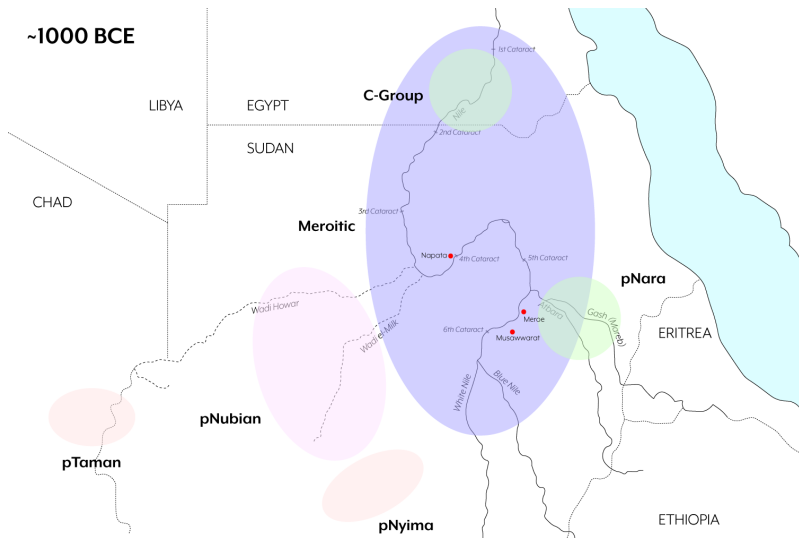 ~1000 BCE
1st Cataract
C-Group
LIBYA
EGYPT
Nile
2nd Cataract
SUDAN
CHAD
3rd Cataract
Meroitic
Napata
4th Cataract
5th Cataract
pNara
Wadi Howar
Atbara
Gash (Mareb)
Meroe
6th Cataract
Musawwarat
ERITREA
Wadi el-Milk
White Nile
Blue Nile
pNubian
pTaman
pNyima
ETHIOPIA